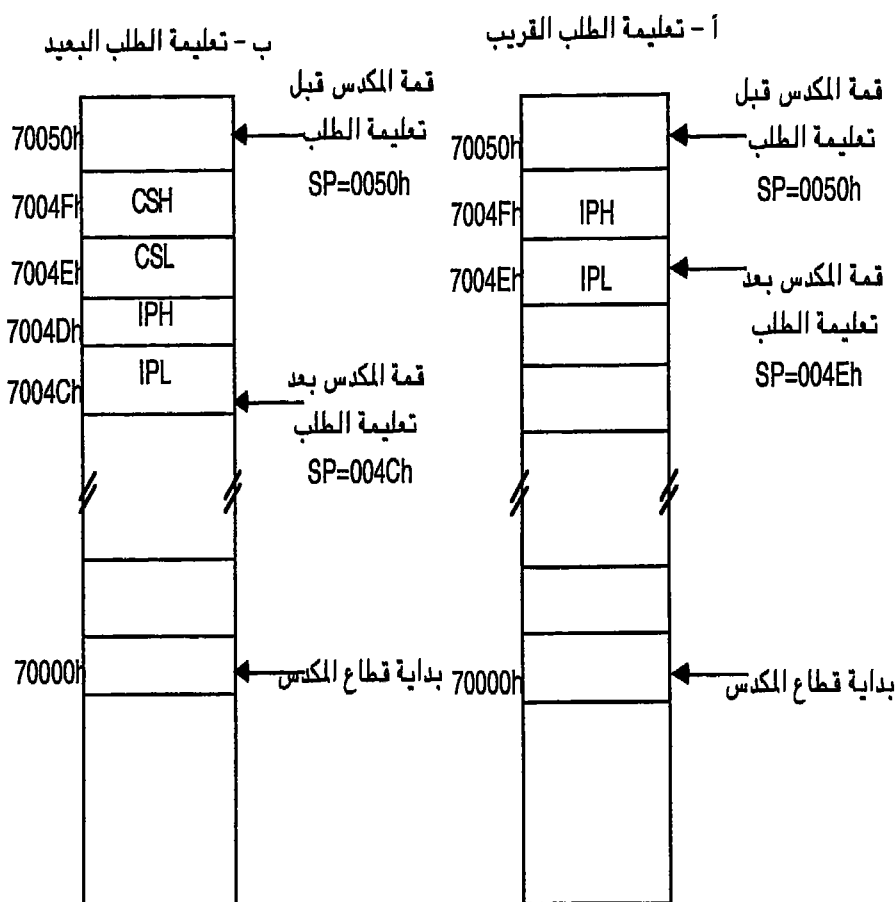 أ - تعليمة الطلب القريب
قمة المكدس قبل
تعليمة الطلب
SP=0050h
70050h
7004Fh IPH
7004Eh IPL
قمة المكدس بعد
تعليمة الطلب
SP=004Eh
70000h
بداية قطاع المكدس
ب - تعليمة الطلب البعيد
قمة المكدس قبل
تعليمة الطلب
SP=0050h
70050h
7004Fh CSH
7004Eh CSL
7004Dh IPH
7004Ch IPL
قمة المكدس بعد
تعليمة الطلب
SP=004Ch
70000h
بداية قطاع المكدس